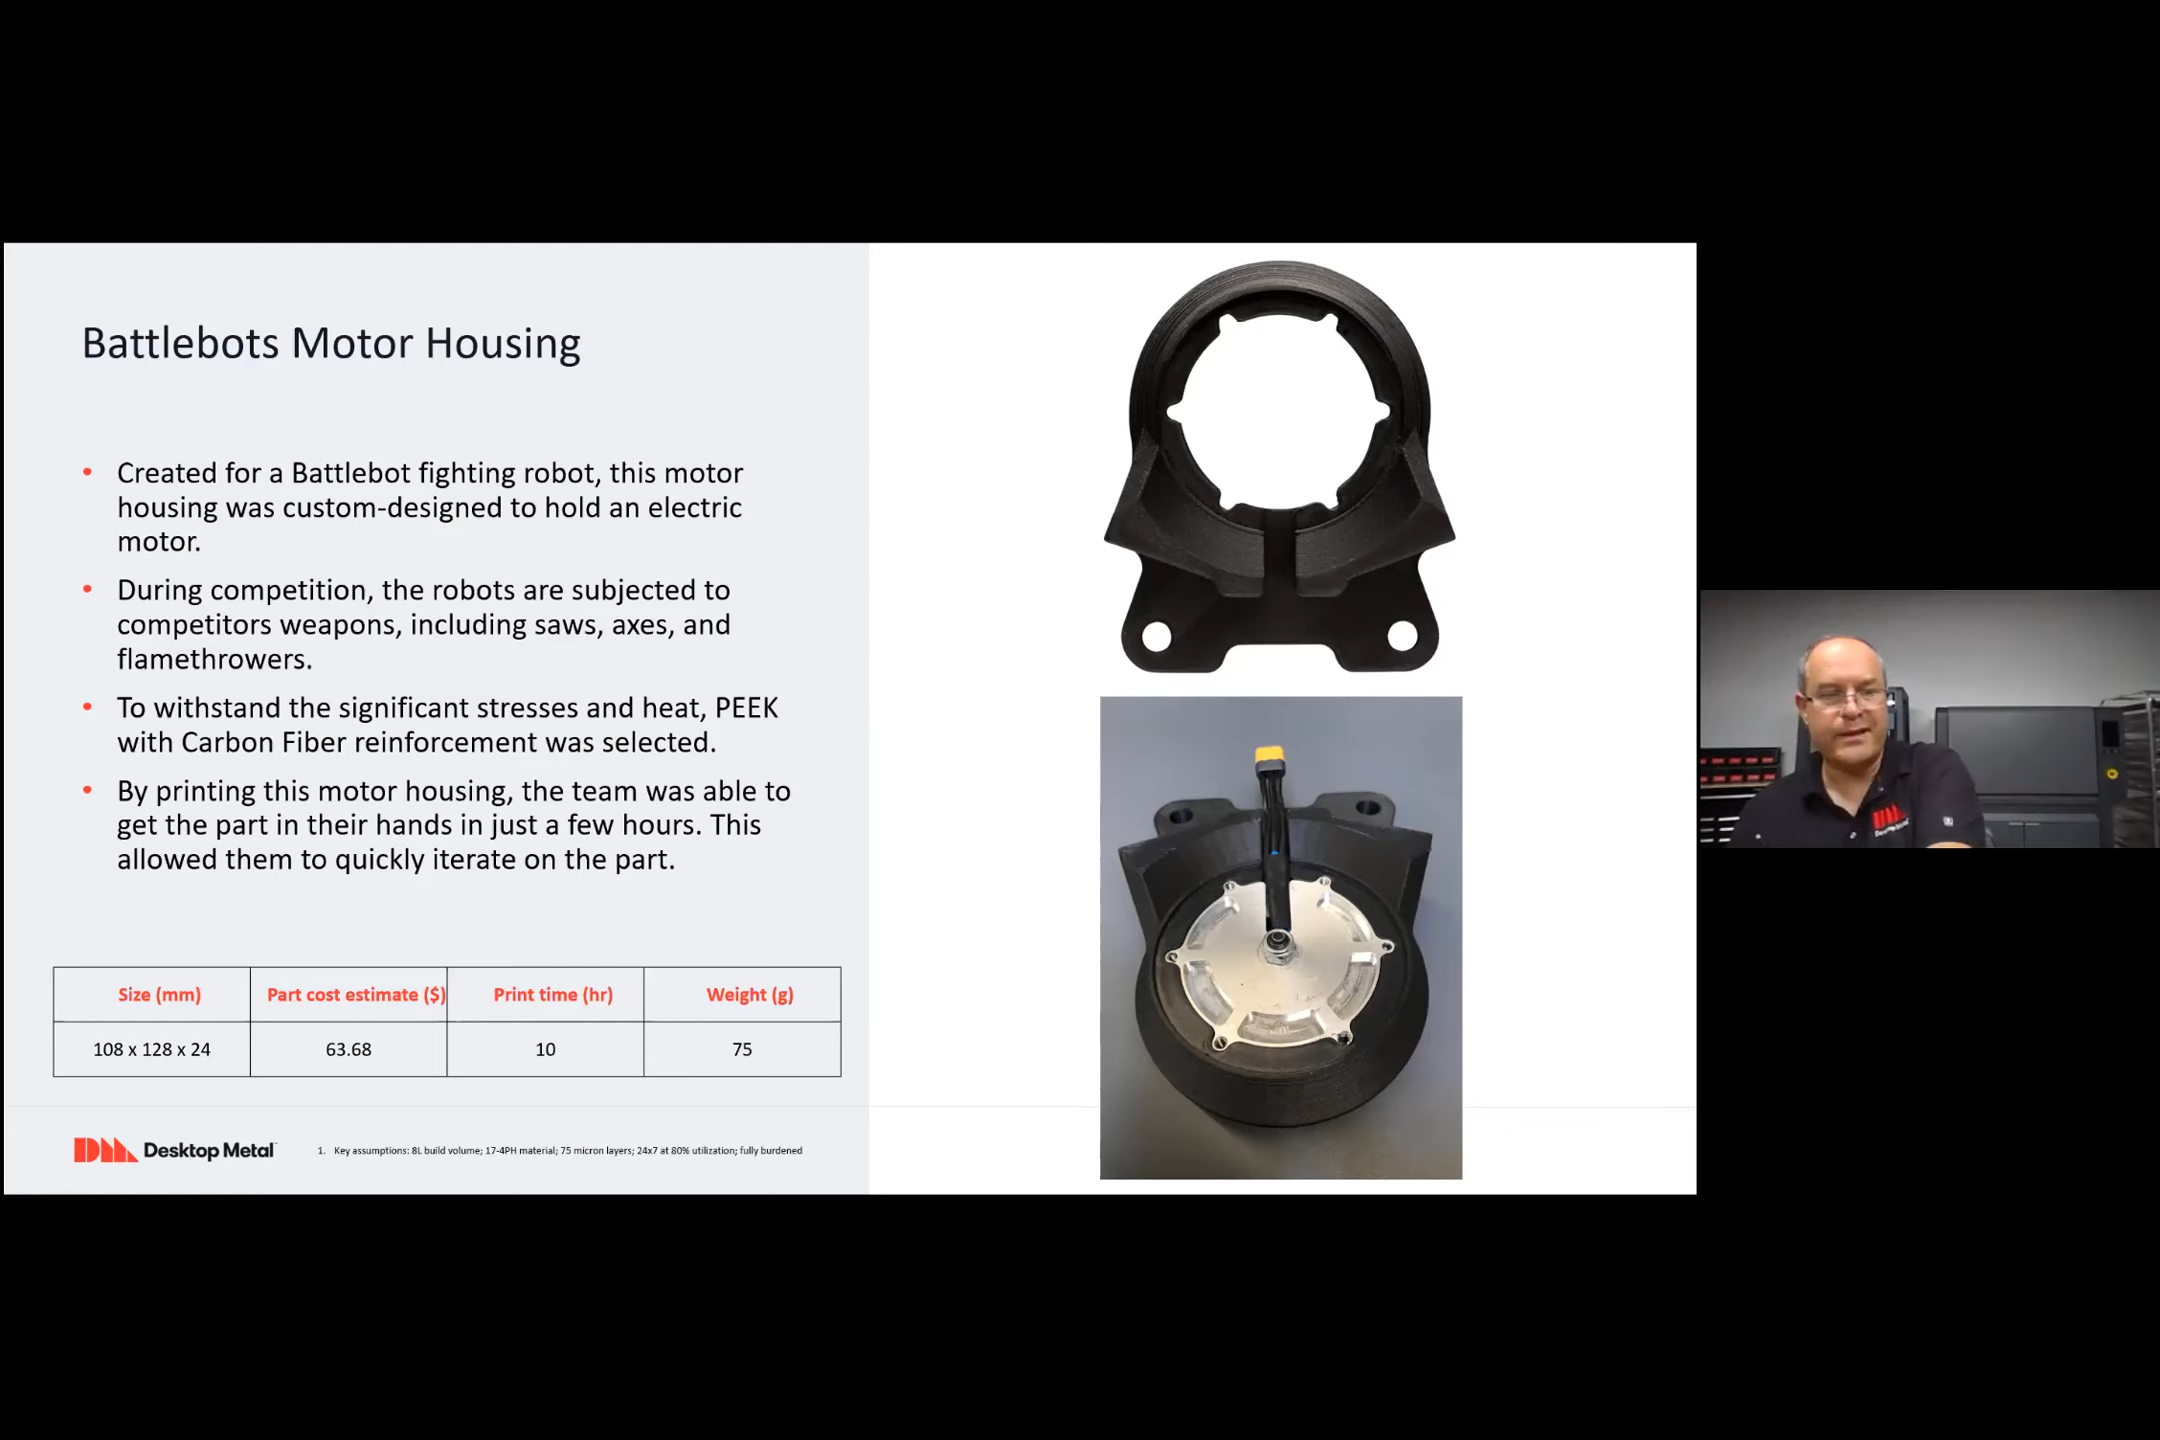 Battlebots Motor Housing
• Created for a Battlebot fighting robot, this motor
housing was custom-designed to hold an electric
motor.
• During competition, the robots are subjected to
competitors weapons, including saws, axes, and
flamethrowers.
• To withstand the significant stresses and heat, PEEK
with Carbon Fiber reinforcement was selected.
• By printing this motor housing, the team was able to
get the part in their hands in just a few hours. This
allowed them to quickly iterate on the part.
Size (mm) Part cost estimate ($) Print time (hr) Weight (g)
108 x 128 x 24 63.68 10 75
Desktop Metal
1. Key assumptions: 8L build volume; 17-4PH material; 75 micron layers; 24x7 at 80% utilization; fully burdened